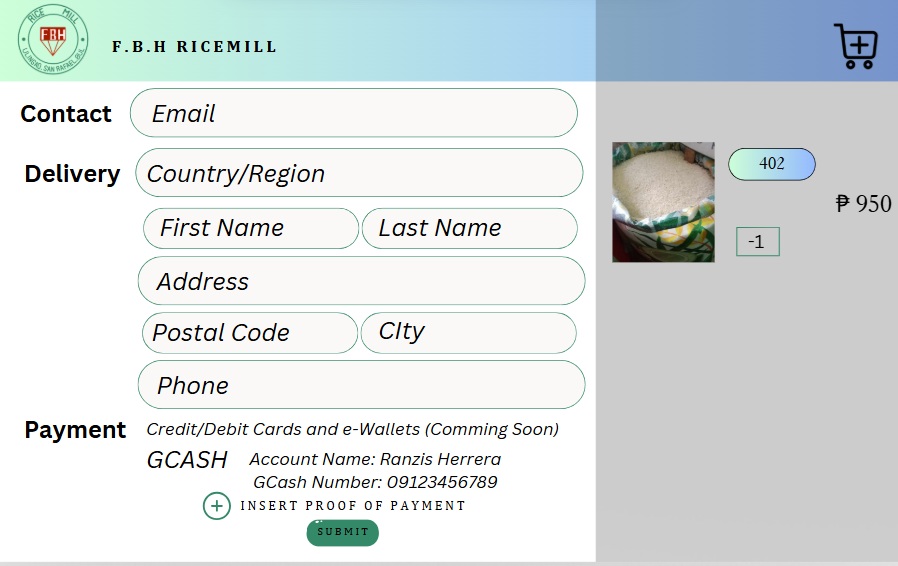 RICE MILL
FBH
LILINGAO, SAN RAFAEL, BUL.
F.B.H RICEMILL
Contact
Email
Delivery
Country/Region
First Name
Last Name
Address
Postal Code
CIty
Phone
Payment
Credit/Debit Cards and e-Wallets (Comming Soon)
GCASH
Account Name: Ranzis Herrera
GCash Number: 09123456789
INSERT PROOF OF PAYMENT
SUBMIT
402
₱ 950
-1